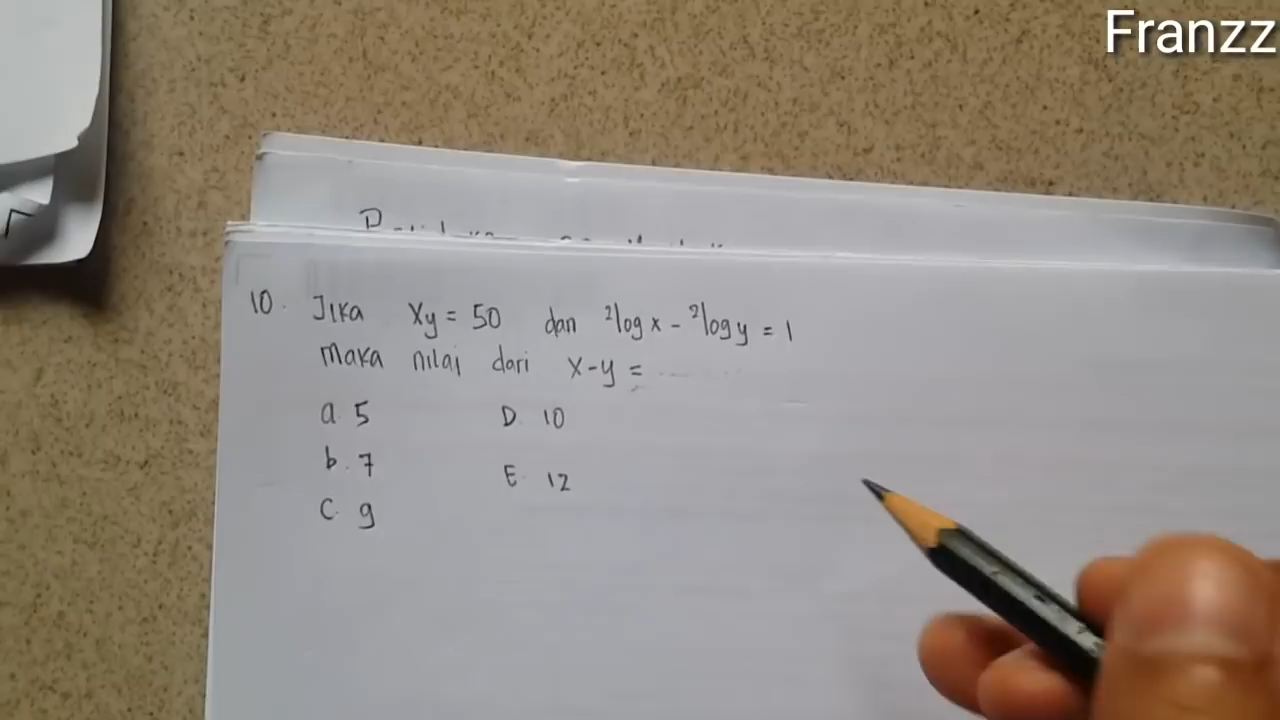 Franzz
10. Jika xy = 50 dan ²log x - ²log y = 1
maka nilai dari x-y = ........
a. 5 D. 10
b. 7 E. 12
C. 9